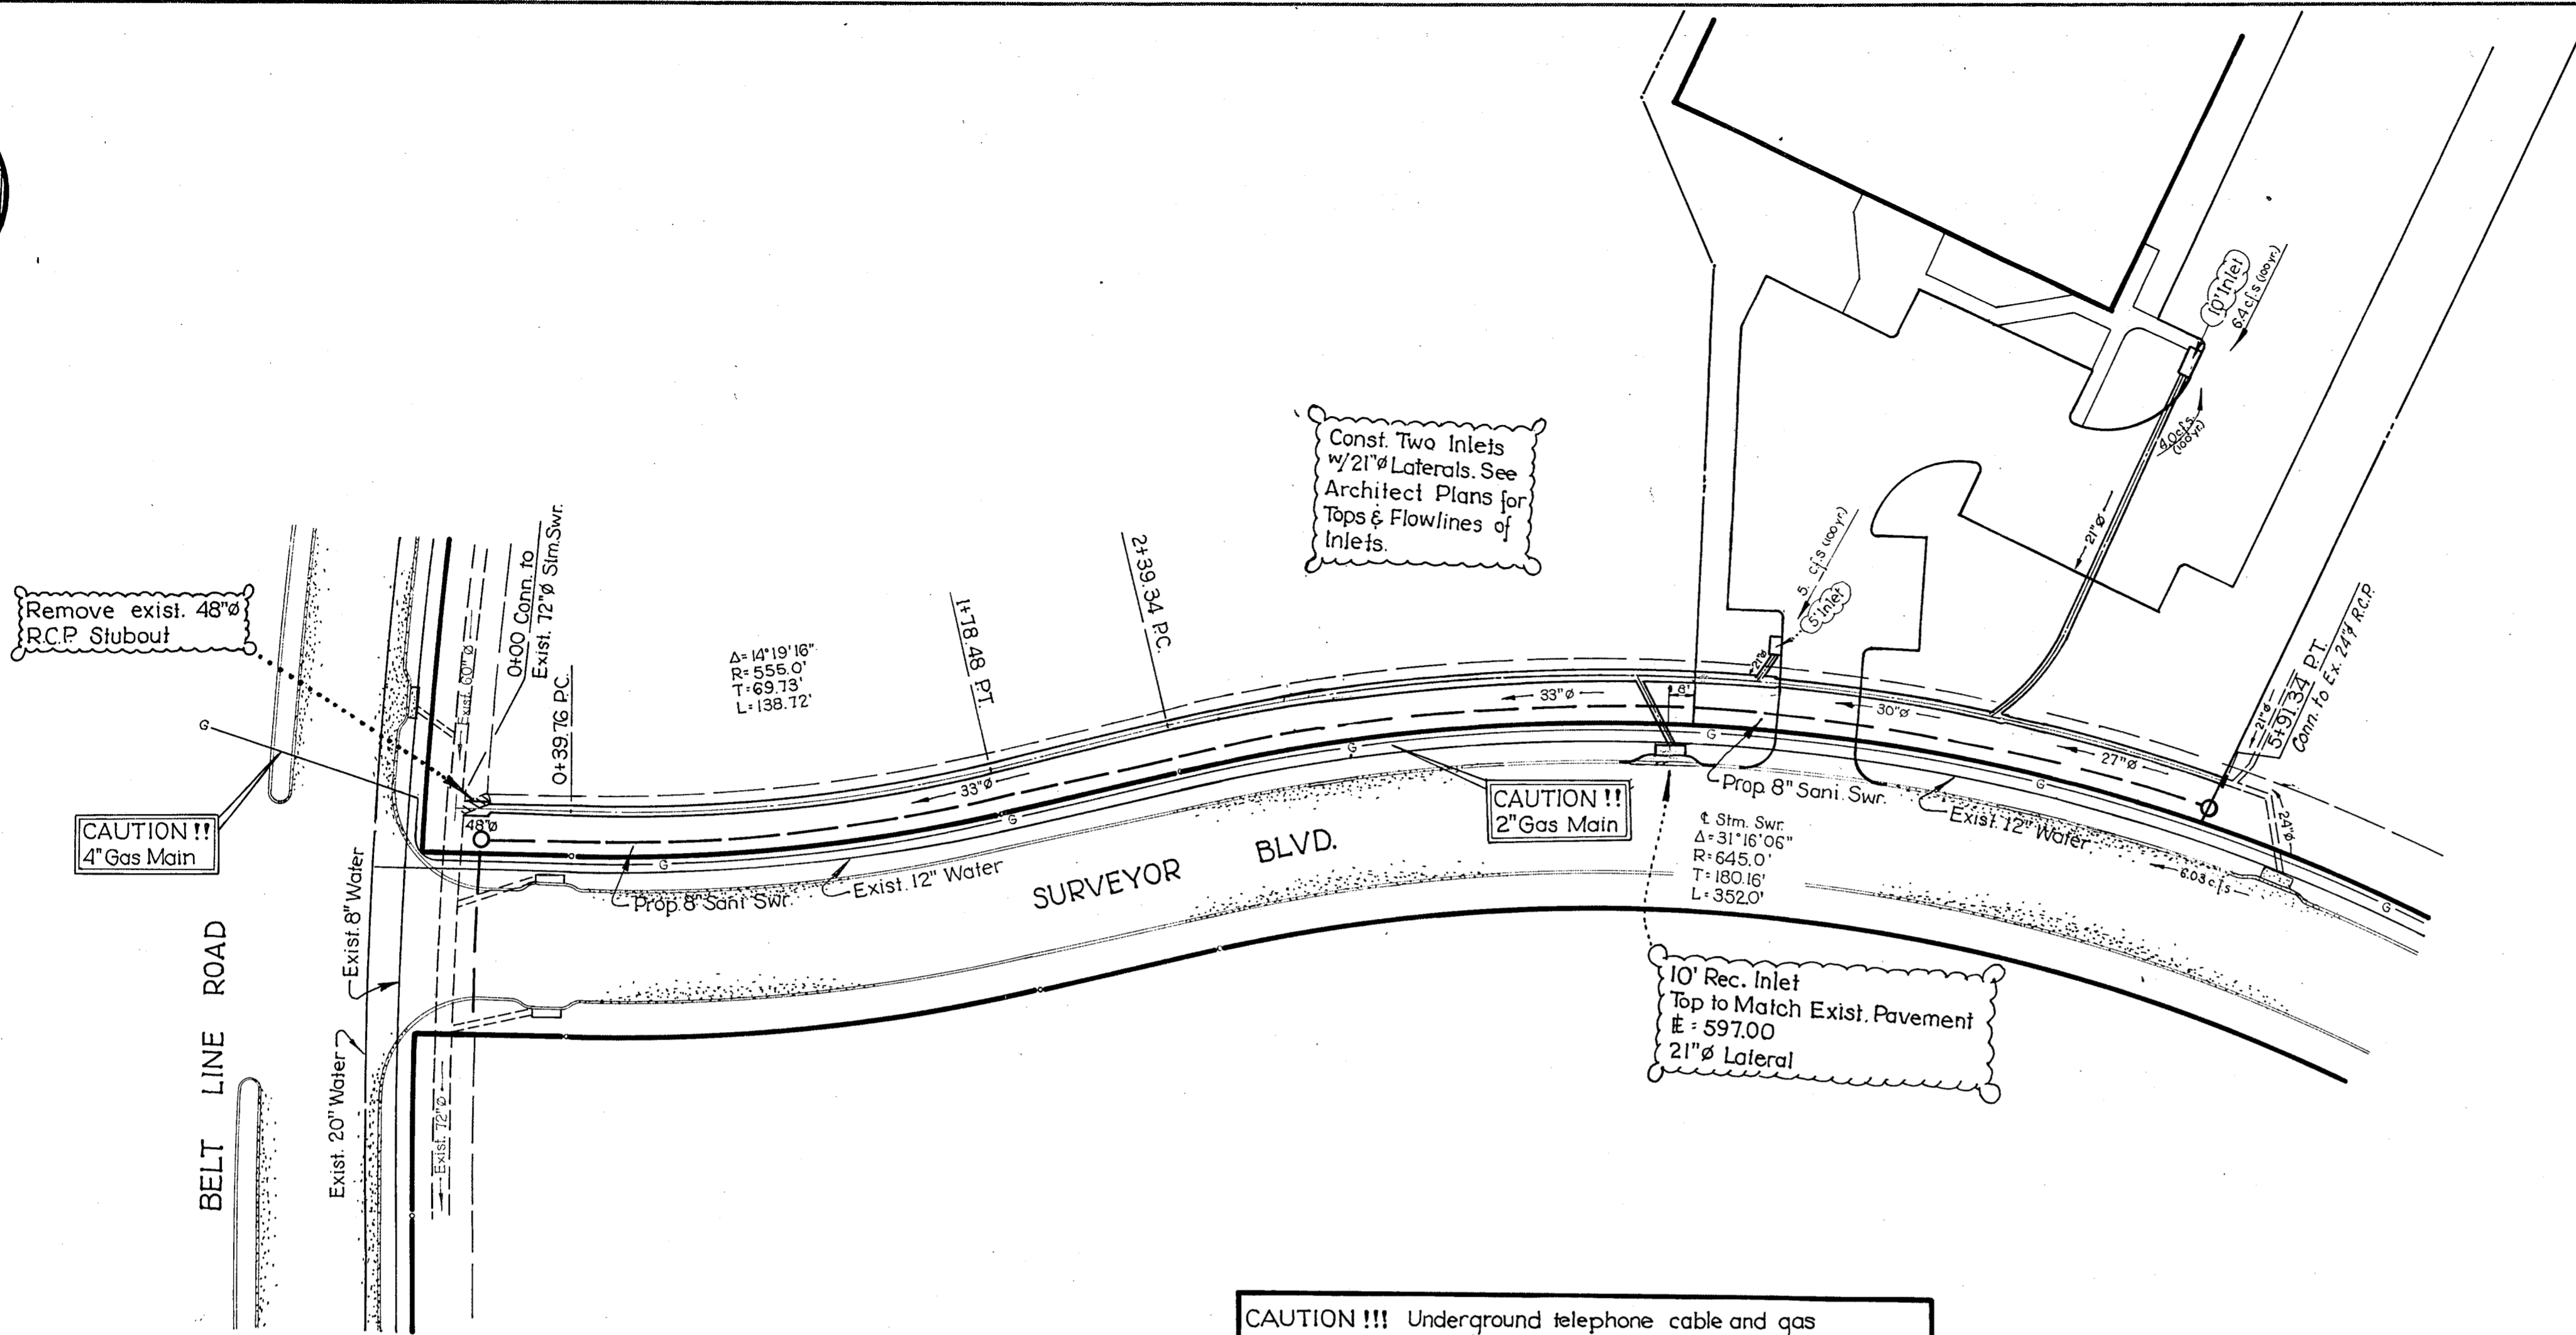 10' Inlet
6.4 c.f.s (100 yr.)
4.0 c.f.s.
(100 yr.)
21"ø
Const. Two Inlets
w/21"ø Laterals. See
Architect Plans for
Tops & Flowlines of
Inlets.
5. c.f.s (100 yr.)
5' Inlet
21"ø
Remove exist. 48"ø
R.C.P. Stubout
Exist. 60"ø
0+00 Conn. to
Exist. 72"ø Stm. Swr.
0+39.76 P.C.
Δ= 14°19'16"
R= 555.0'
T= 69.73'
L= 138.72'
1+78.48 P.T.
2+39.34 P.C.
8'
33"ø
30"ø
27"ø
21"ø
5+91.34 P.T.
Conn. to Ex. 24"ø R.C.P.
24"ø
G
48"ø
33"ø
G
G
G
G
G
G
CAUTION !!
4" Gas Main
CAUTION !!
2" Gas Main
Prop. 8" Sani. Swr.
Exist. 12" Water
6.03 c.f.s
Prop. 8" Sani Swr.
Exist. 12" Water
SURVEYOR BLVD.
℄ Stm. Swr.
Δ= 31°16'06"
R= 645.0'
T= 180.16'
L= 352.0'
Exist. 8" Water
BELT LINE ROAD
Exist. 20" Water
Exist. 72"ø
10' Rec. Inlet
Top to Match Exist. Pavement
= 597.00
21"ø Lateral
CAUTION !!! Underground telephone cable and gas